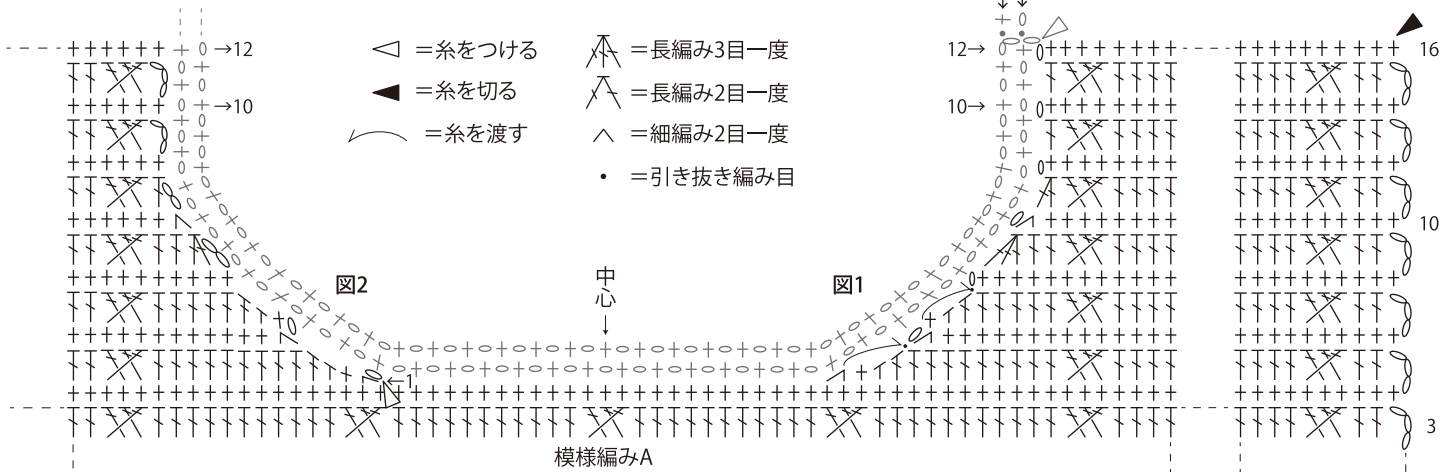 →12
→10
=糸をつける
=糸を切る
=糸を渡す
=長編み3目一度
=長編み2目一度
=細編み2目一度
=引き抜き編み目
12→
10→
16
10
3
図2
中心
図1
←1
模様編みA